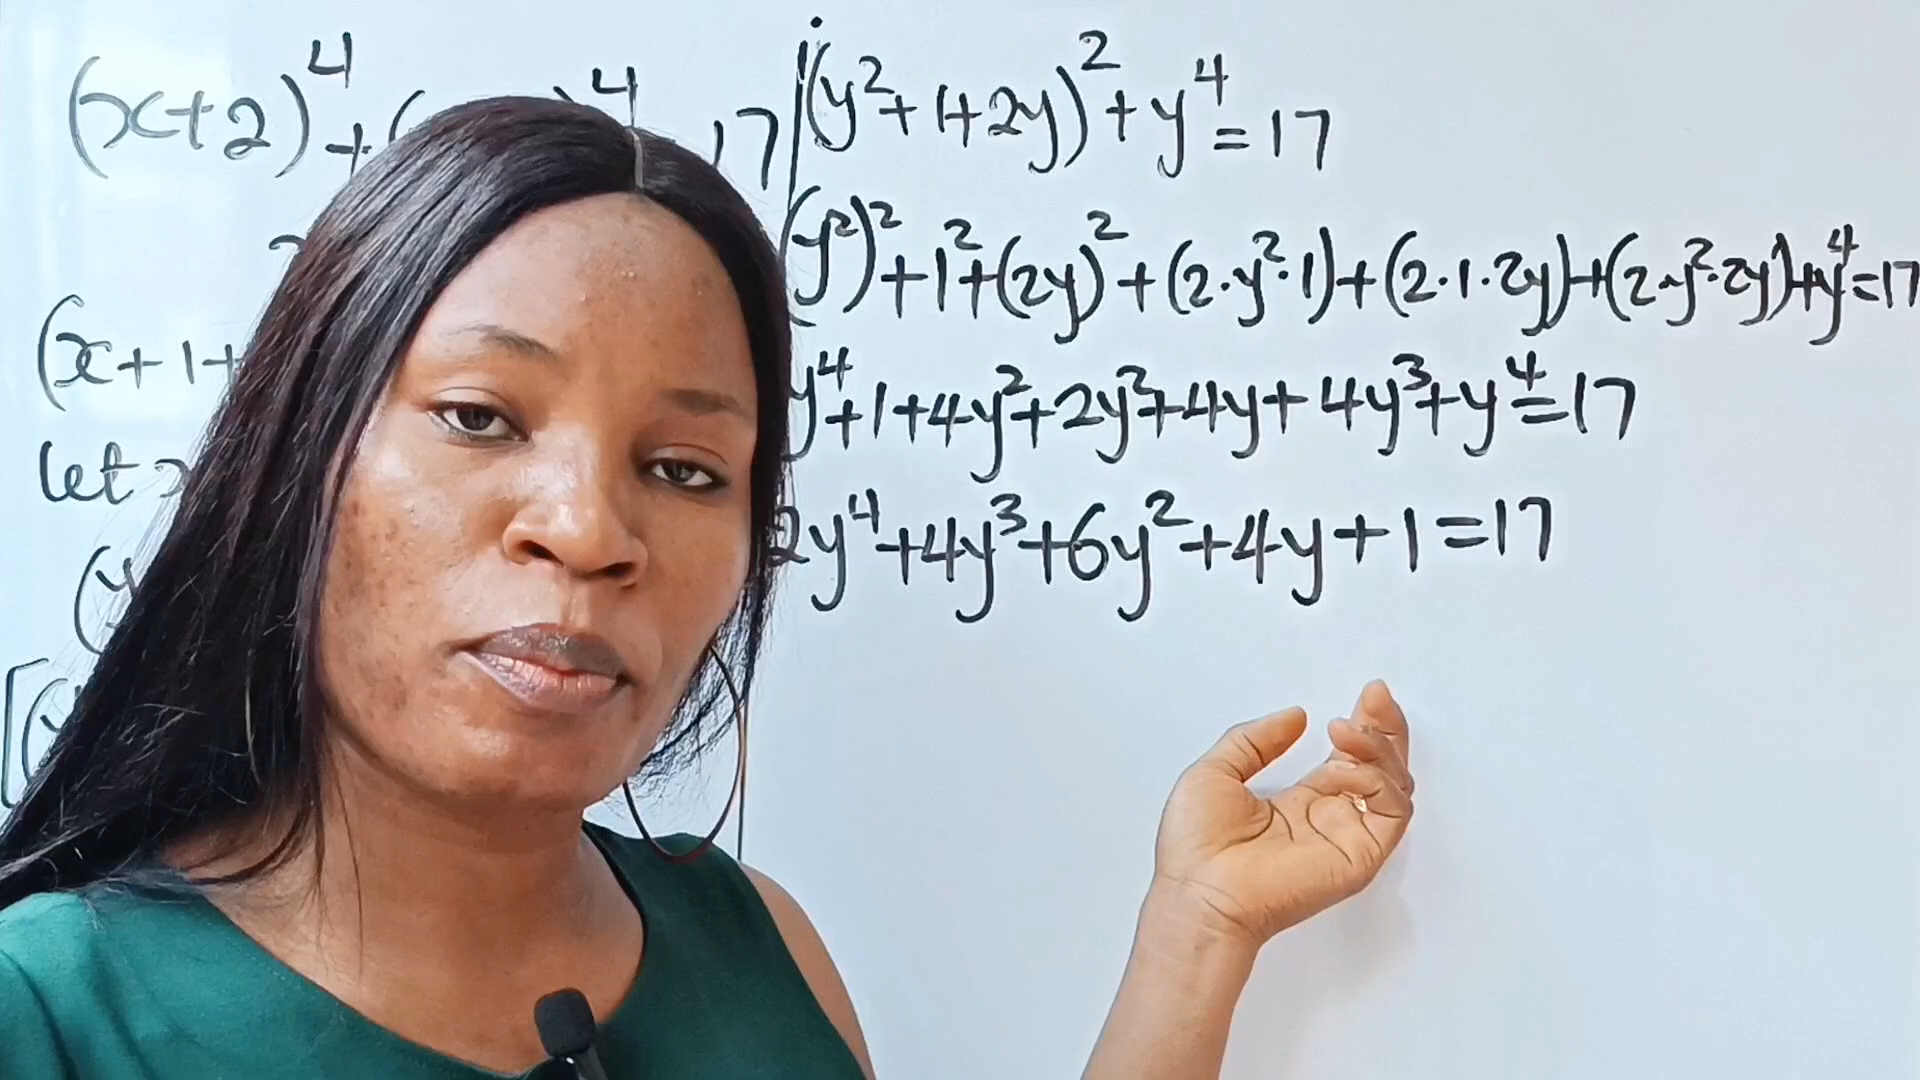 (x+2)⁴+( )⁴ 17
(x+1+
let
(y
[(y
(y²+1+2y)²+y⁴=17
(y²)²+1²+(2y)²+(2·y²·1)+(2·1·2y)+(2·y²·2y)+y⁴=17
y⁴+1+4y²+2y²+4y+4y³+y⁴=17
2y⁴+4y³+6y²+4y+1=17